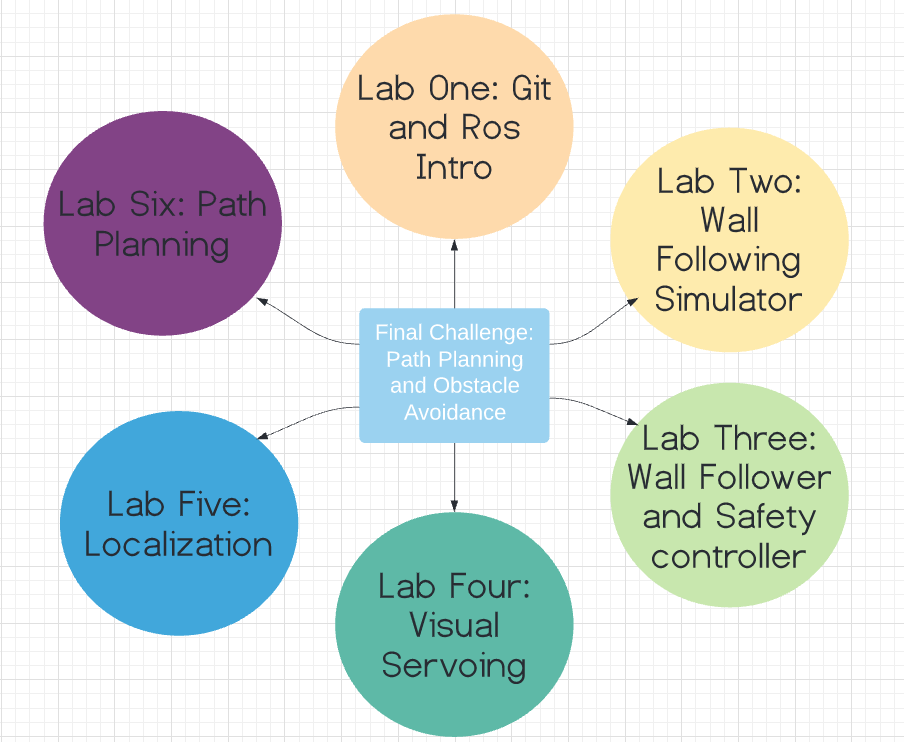 Lab One: Git
and Ros
Intro
Lab Two:
Wall
Following
Simulator
Lab Three:
Wall Follower
and Safety
controller
Lab Four:
Visual
Servoing
Lab Five:
Localization
Lab Six: Path
Planning
Final Challenge:
Path Planning
and Obstacle
Avoidance